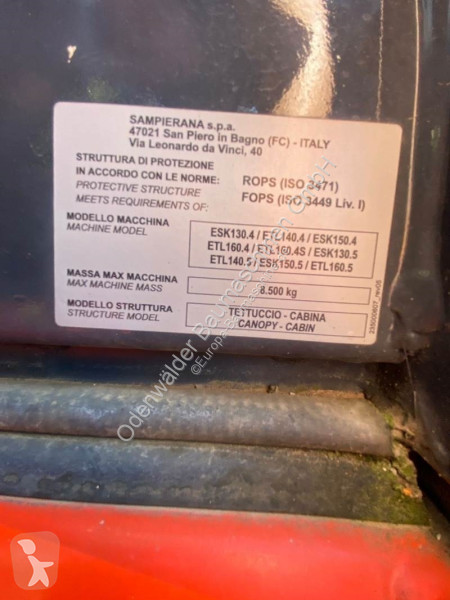 SAMPIERANA s.p.a.
47021 San Piero in Bagno (FC) - ITALY
Via Leonardo da Vinci, 40
STRUTTURA DI PROTEZIONE
IN ACCORDO CON LE NORME:
PROTECTIVE STRUCTURE
MEETS REQUIREMENTS OF:
ROPS (ISO 3471)
FOPS (ISO 3449 Liv. I)
MODELLO MACCHINA
MACHINE MODEL
ESK130.4 / ETL140.4 / ESK150.4
ETL160.4 / ETL160.4S / ESK130.5
ETL140.5 / ESK150.5 / ETL160.5
MASSA MAX MACCHINA
MAX MACHINE MASS
8.500 kg
MODELLO STRUTTURA
STRUCTURE MODEL
TETTUCCIO - CABINA
CANOPY - CABIN
Odenwälder Baumaschinen GmbH